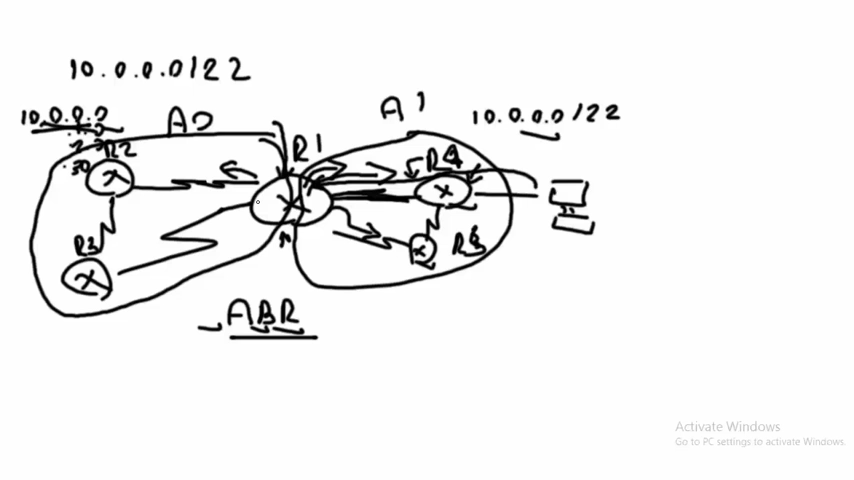 10.0.0.0/22
A1
10.0.0.0
A0
10.0.0.0/22
R1
R2
R4
R3
ABR
Activate Windows
Go to PC settings to activate Windows.